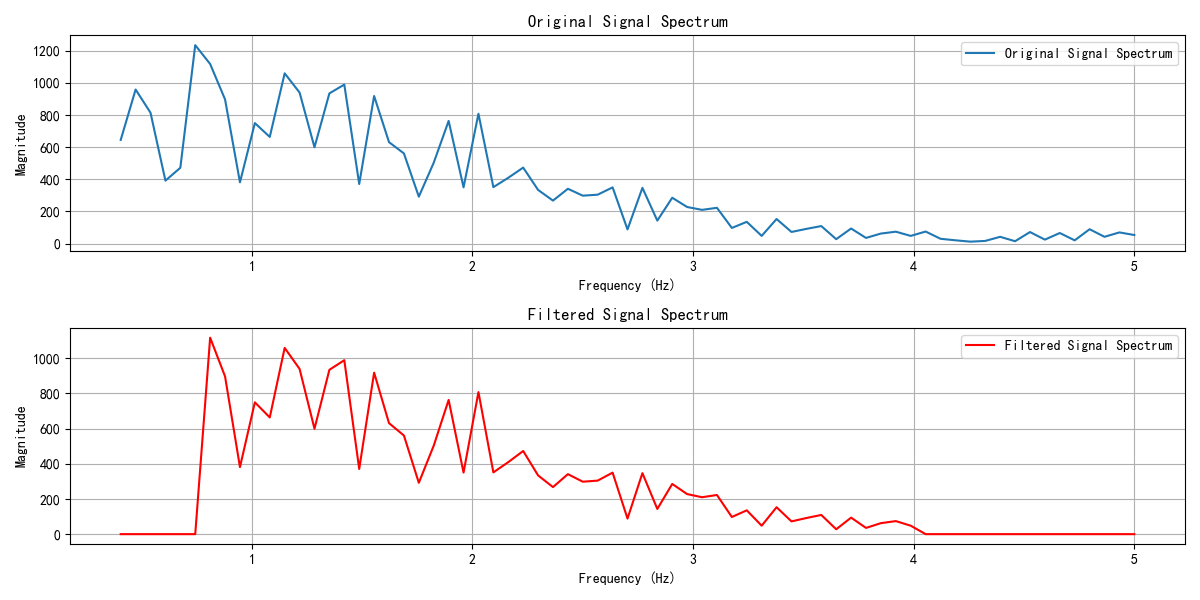 Original Signal Spectrum
Original Signal Spectrum
Magnitude
1200
1000
800
600
400
200
0
1 2 3 4 5
Frequency (Hz)
Filtered Signal Spectrum
Filtered Signal Spectrum
Magnitude
1000
800
600
400
200
0
1 2 3 4 5
Frequency (Hz)